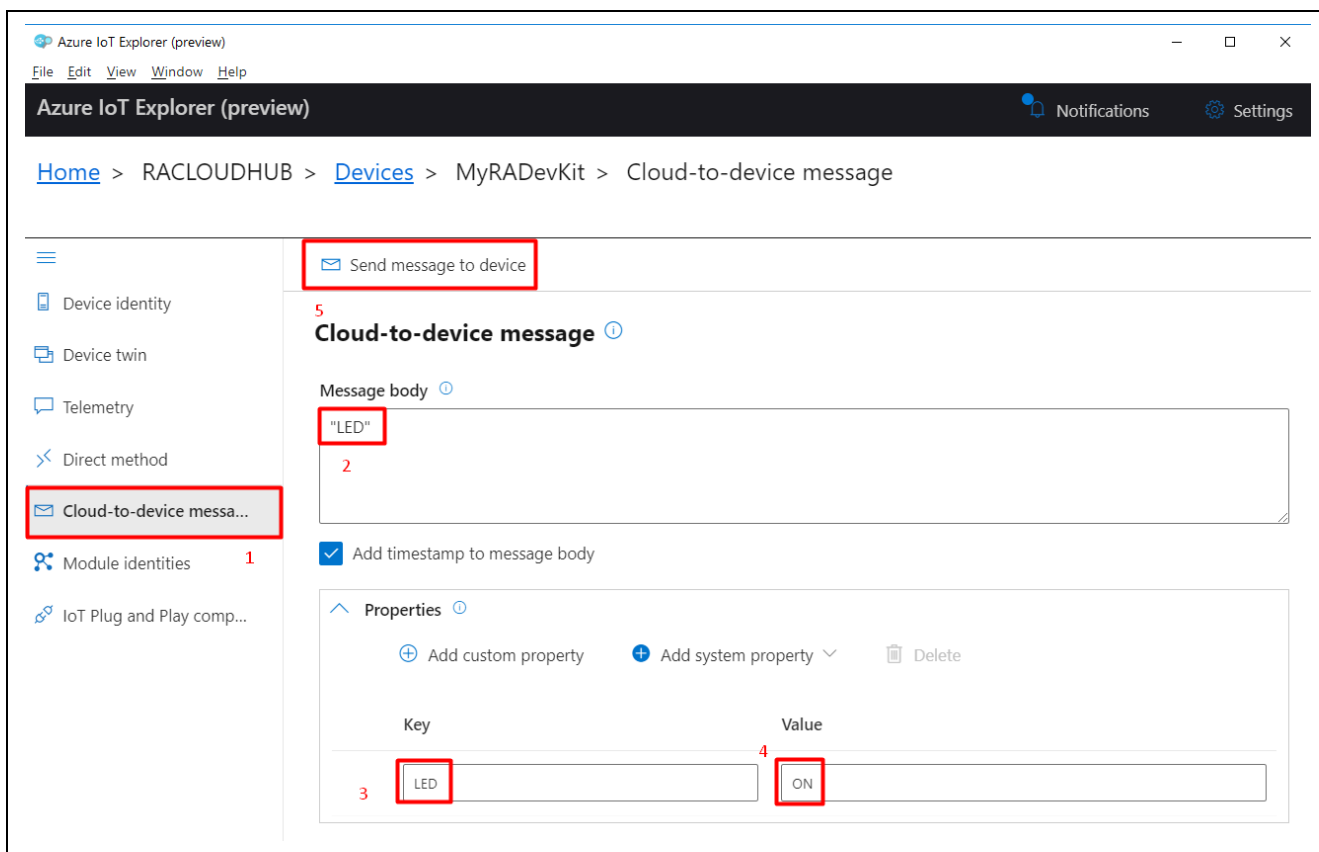 Azure IoT Explorer (preview)
File Edit View Window Help
Azure IoT Explorer (preview)
Notifications
Settings
Home > RACLOUDHUB > Devices > MyRADevKit > Cloud-to-device message
Device identity
Device twin
Telemetry
Direct method
Cloud-to-device messa...
1
Module identities
IoT Plug and Play comp...
Send message to device
5
Cloud-to-device message
Message body
"LED"
2
Add timestamp to message body
Properties
Add custom property
Add system property
Delete
Key
Value
3
LED
4
ON